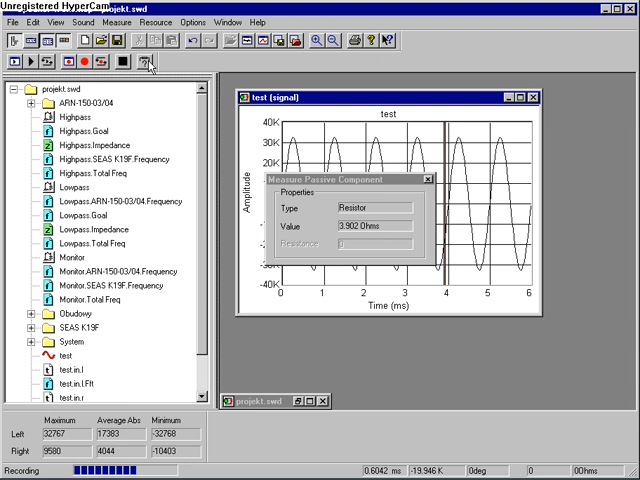 Unregistered HyperCam
projekt.swd
File Edit View Sound Measure Resource Options Window Help
projekt.swd
ARN-150-03/04
Highpass
Highpass.Goal
Highpass.Impedance
Highpass.SEAS K19F.Frequency
Highpass.Total Freq
Lowpass
Lowpass.ARN-150-03/04.Frequency
Lowpass.Goal
Lowpass.Impedance
Lowpass.Total Freq
Monitor
Monitor.ARN-150-03/04.Frequency
Monitor.SEAS K19F.Frequency
Monitor.Total Freq
Obudowy
SEAS K19F
System
test
test.in.l
test.in.l.Fft
test.in.r
test (signal)
test
40K
30K
20K
Amplitude
-40K
0 1 2 3 4 5 6
Time (ms)
Measure Passive Component
Properties
Type Resistor
Value 3.902 Ohms
Resistance 0
projekt.swd
Maximum Average Abs Minimum
Left 32767 17383 -32768
Right 9580 4044 -10403
Recording 0.6042 ms -19.946 K 0deg 0 0Ohms